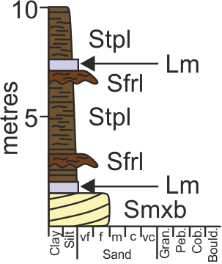 10
Stpl
Lm
Sfrl
metres
5
Stpl
Sfrl
Lm
Smxb
Clay
Silt
vf
f
m
c
vc
Gran.
Peb.
Cob.
Bould.
Sand